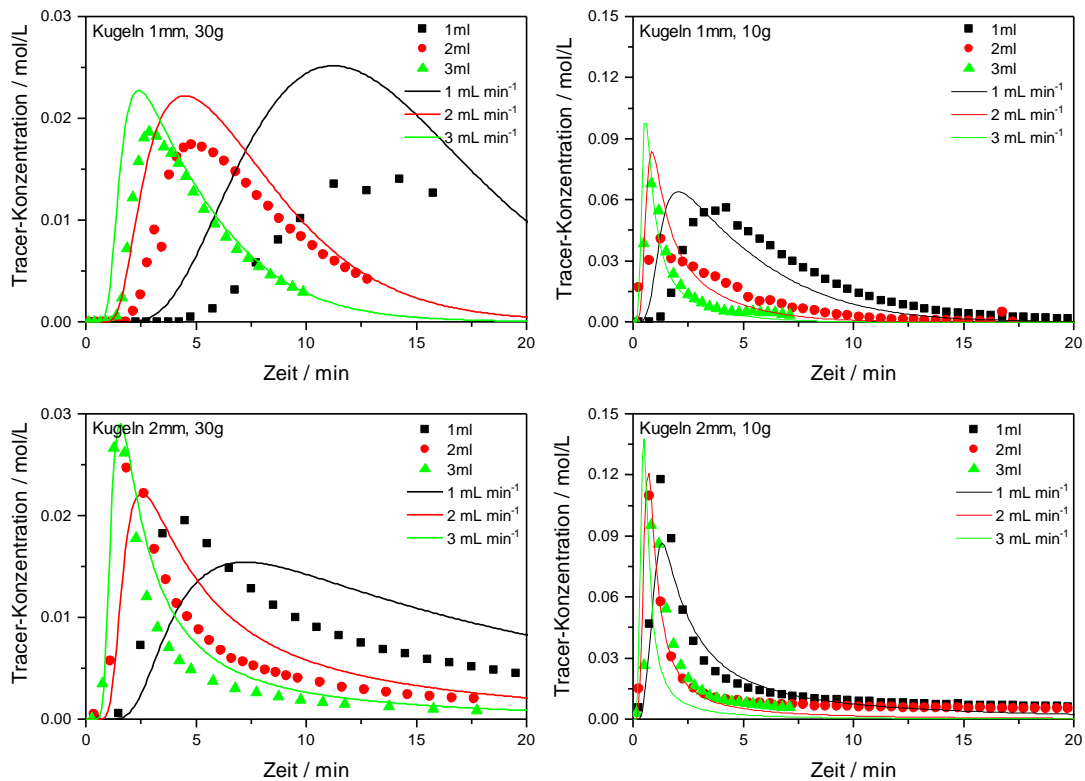 Kugeln 1mm, 30g
1ml
2ml
3ml
1 mL min⁻¹
2 mL min⁻¹
3 mL min⁻¹
0.03
0.02
0.01
0.00
Tracer-Konzentration / mol/L
0 5 10 15 20
Zeit / min
Kugeln 1mm, 10g
1ml
2ml
3ml
1 mL min⁻¹
2 mL min⁻¹
3 mL min⁻¹
0.15
0.12
0.09
0.06
0.03
0.00
Tracer-Konzentration / mol/L
0 5 10 15 20
Zeit / min
Kugeln 2mm, 30g
1ml
2ml
3ml
1 mL min⁻¹
2 mL min⁻¹
3 mL min⁻¹
0.03
0.02
0.01
0.00
Tracer-Konzentration / mol/L
0 5 10 15 20
Zeit / min
Kugeln 2mm, 10g
1ml
2ml
3ml
1 mL min⁻¹
2 mL min⁻¹
3 mL min⁻¹
0.15
0.12
0.09
0.06
0.03
0.00
Tracer-Konzentration / mol/L
0 5 10 15 20
Zeit / min